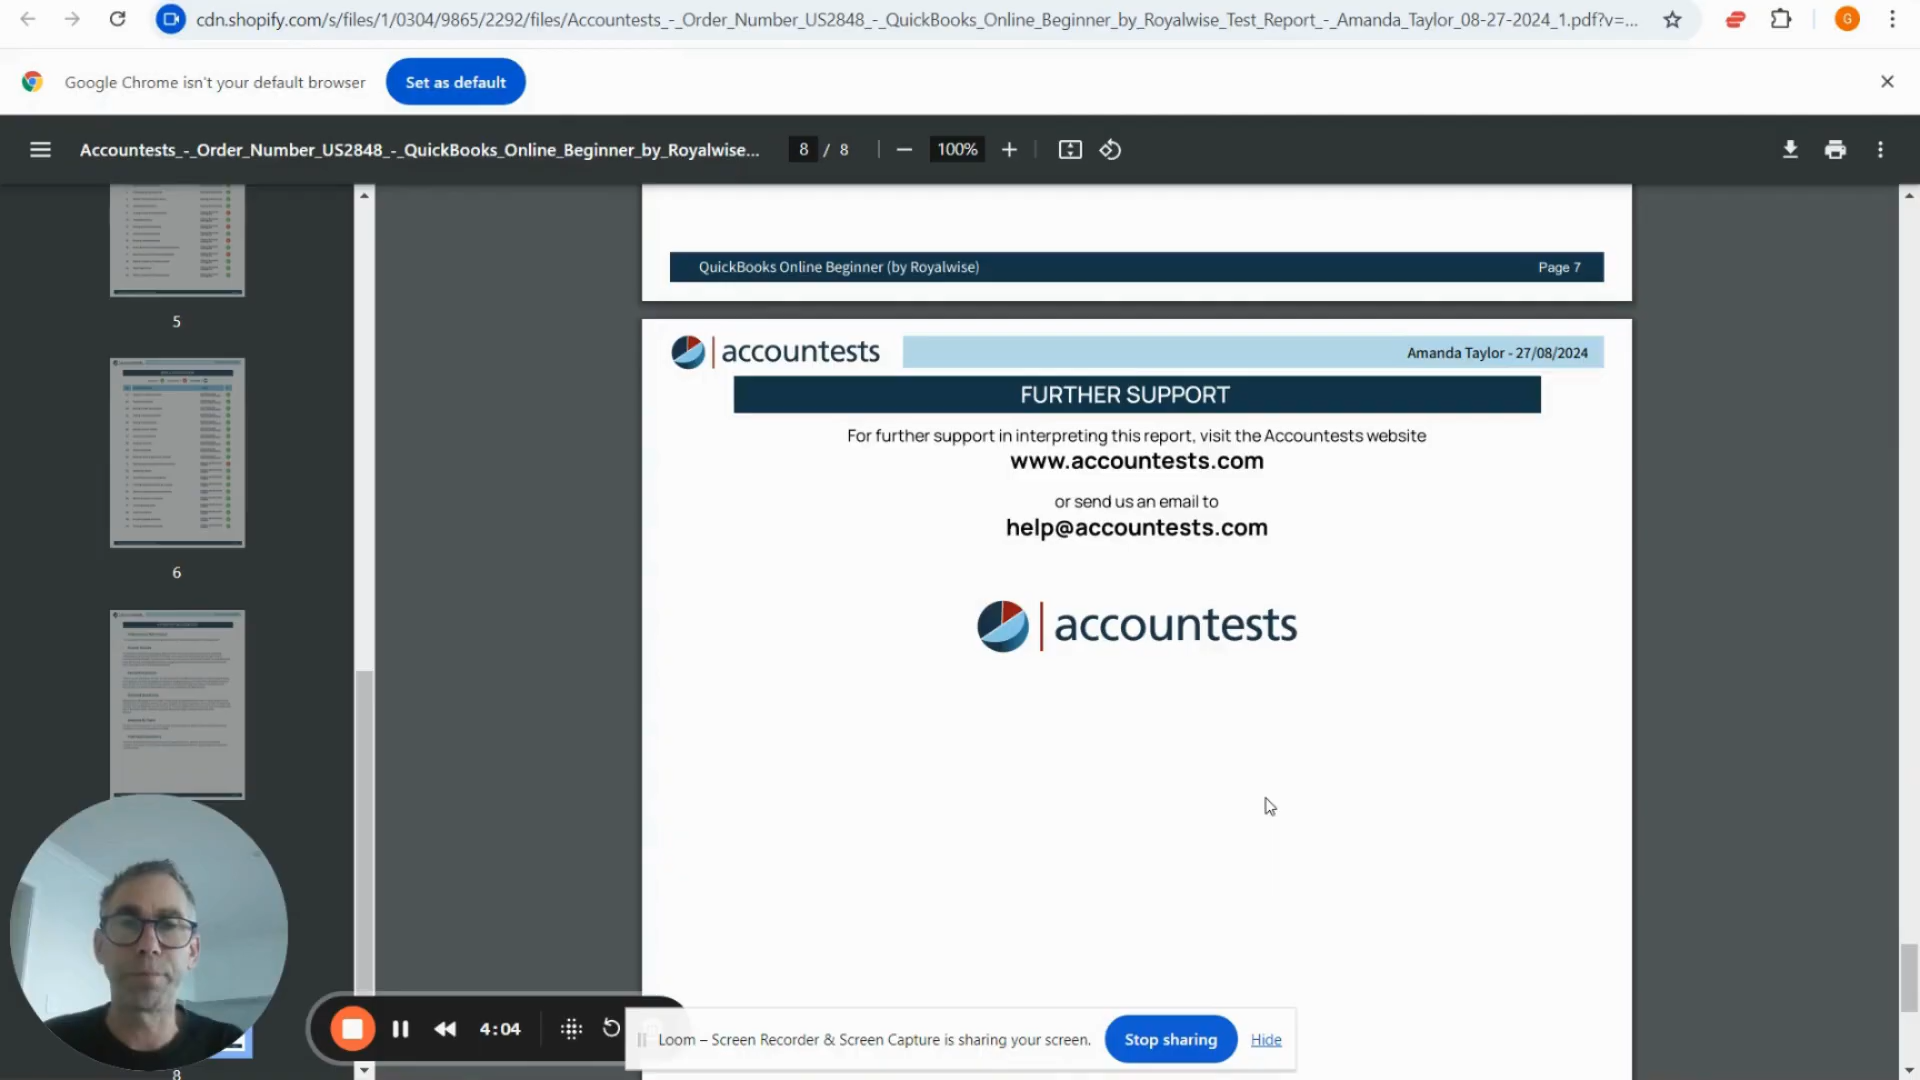 cdn.shopify.com/s/files/1/0304/9865/2292/files/Accountests_-_Order_Number_US2848_-_QuickBooks_Online_Beginner_by_Royalwise_Test_Report_-_Amanda_Taylor_08-27-2024_1.pdf?v=...
G
Google Chrome isn't your default browser
Set as default
Accountests_-_Order_Number_US2848_-_QuickBooks_Online_Beginner_by_Royalwise...
8 / 8
100%
5
6
8
QuickBooks Online Beginner (by Royalwise)
Page 7
accountests
Amanda Taylor - 27/08/2024
FURTHER SUPPORT
For further support in interpreting this report, visit the Accountests website
www.accountests.com
or send us an email to
help@accountests.com
accountests
4:04
Loom – Screen Recorder & Screen Capture is sharing your screen.
Stop sharing
Hide